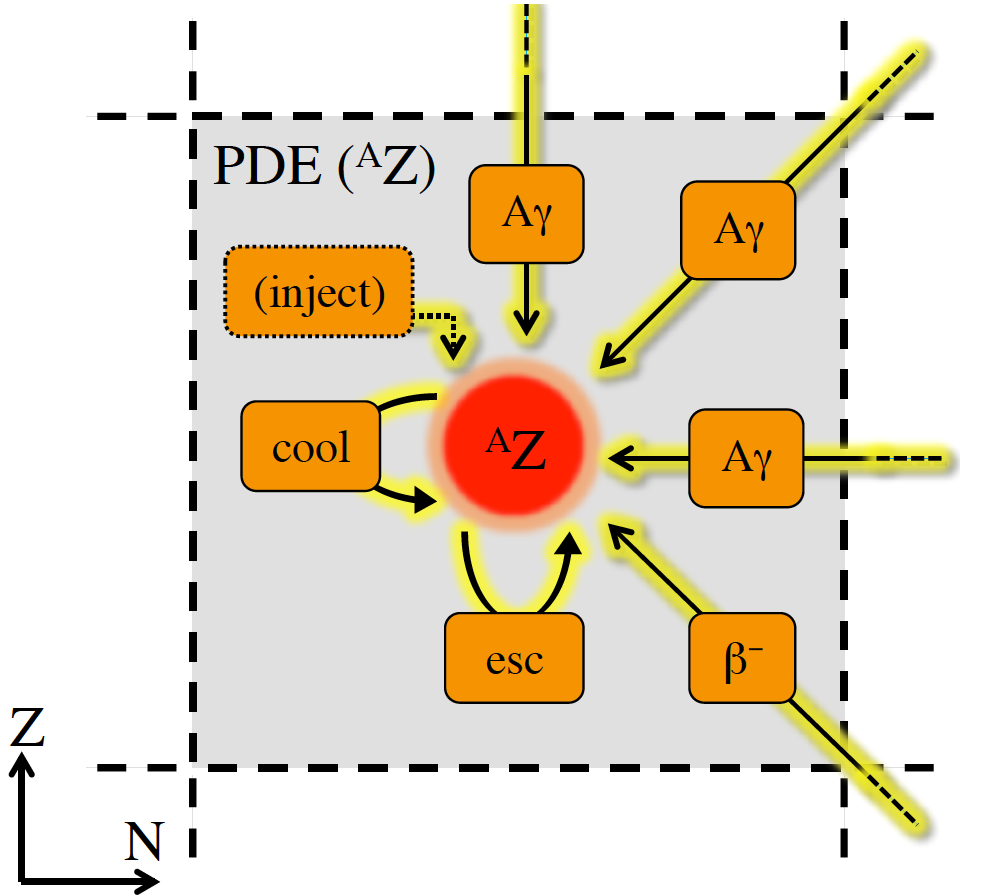 PDE (ᴬZ)
Aγ
Aγ
(inject)
cool
ᴬZ
Aγ
esc
β⁻
Z
N